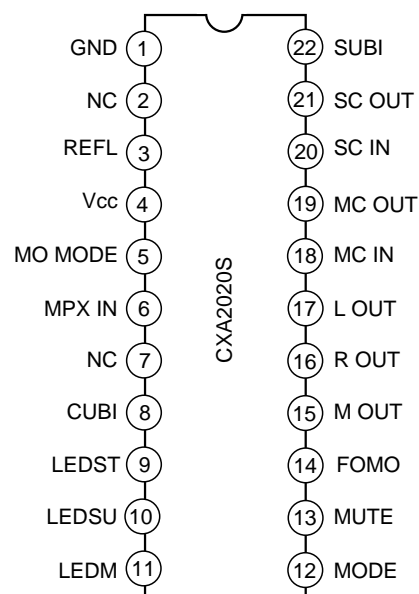 GND 1 22 SUBI
NC 2 21 SC OUT
REFL 3 20 SC IN
Vcc 4 19 MC OUT
MO MODE 5 18 MC IN
MPX IN 6 17 L OUT
NC 7 16 R OUT
CUBI 8 15 M OUT
LEDST 9 14 FOMO
LEDSU 10 13 MUTE
LEDM 11 12 MODE
CXA2020S